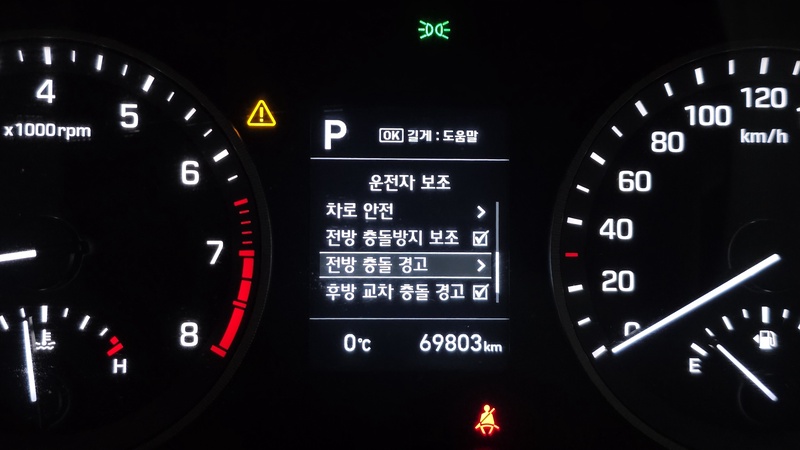 4
5
x1000rpm
6
7
8
H
P
OK 길게 : 도움말
운전자 보조
차로 안전
전방 충돌방지 보조
전방 충돌 경고
후방 교차 충돌 경고
0℃
69803km
120
100
km/h
80
60
40
20
0
E